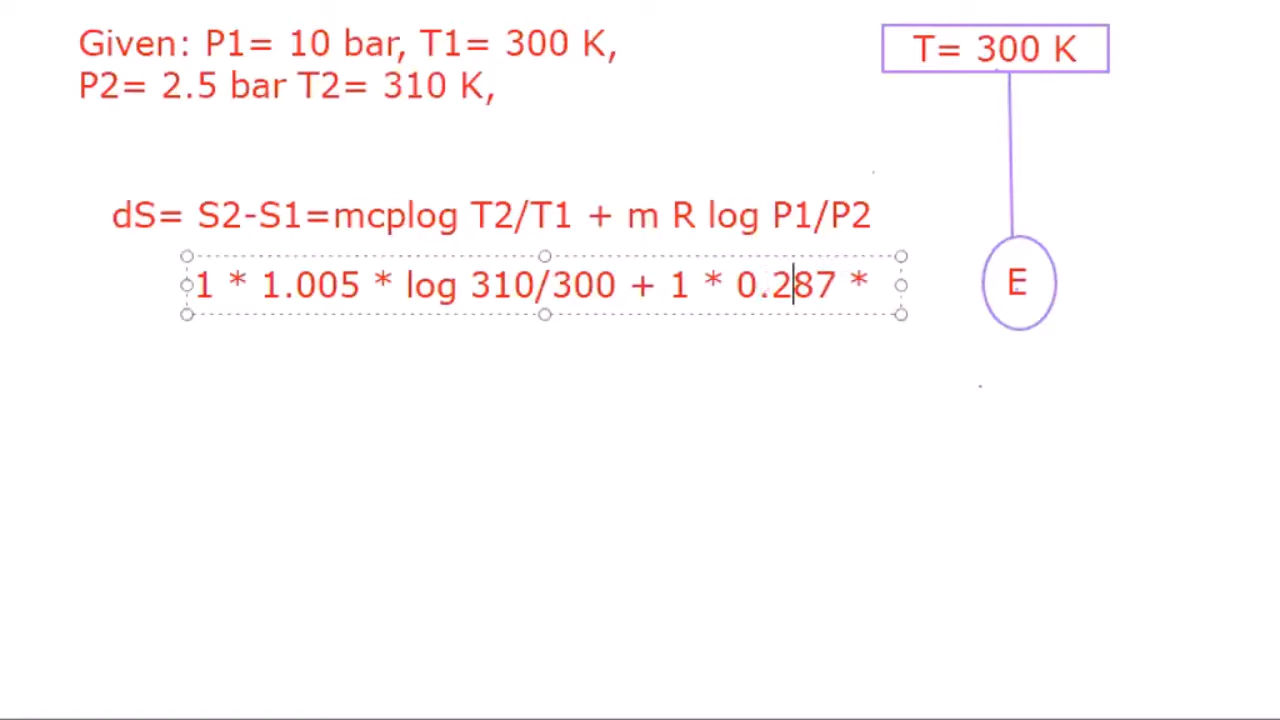 Given: P1= 10 bar, T1= 300 K,
P2= 2.5 bar T2= 310 K,
T= 300 K
dS= S2-S1=mcplog T2/T1 + m R log P1/P2
1 * 1.005 * log 310/300 + 1 * 0.287 *
E